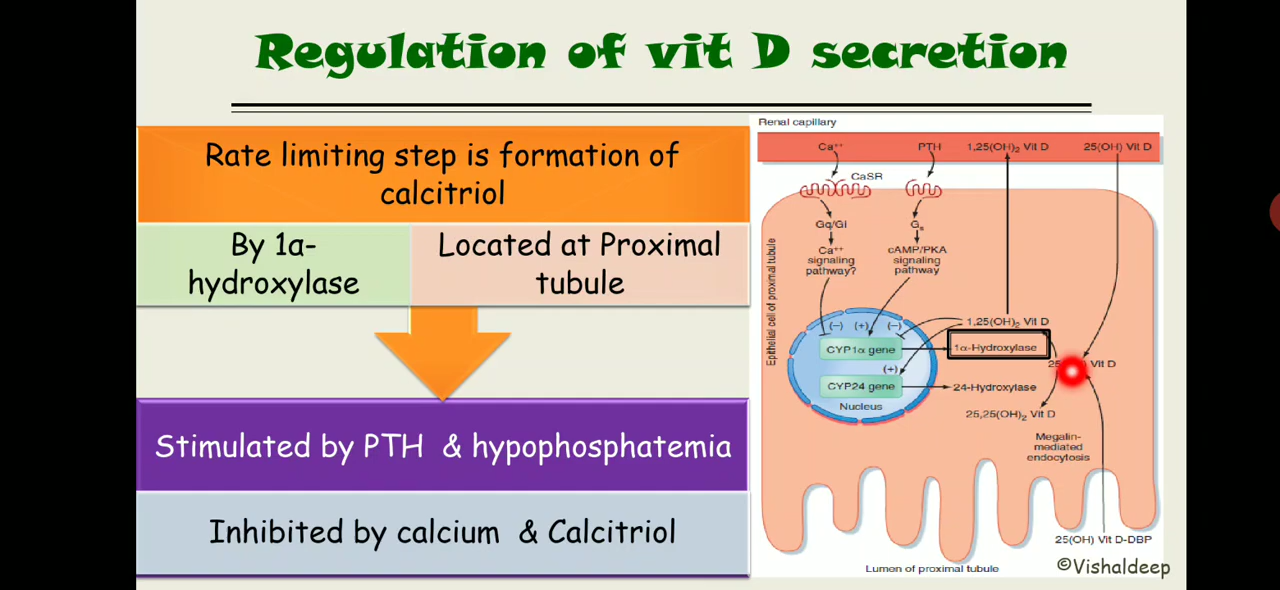 Regulation of vit D secretion
Rate limiting step is formation of
calcitriol
By 1α-
hydroxylase
Located at Proximal
tubule
Stimulated by PTH & hypophosphatemia
Inhibited by calcium & Calcitriol
Renal capillary
Ca⁺⁺
PTH
1,25(OH)₂ Vit D
25(OH) Vit D
CaSR
Gq/Gi
Gₛ
Ca⁺⁺
signaling
pathway?
cAMP/PKA
signaling
pathway
Epithelial cell of proximal tubule
(−) (+) (−)
1,25(OH)₂ Vit D
CYP1α gene
1α-Hydroxylase
Vit D
(+)
CYP24 gene
24-Hydroxylase
Nucleus
25,25(OH)₂ Vit D
Megalin-
mediated
endocytosis
25(OH) Vit D-DBP
Lumen of proximal tubule
©Vishaldeep